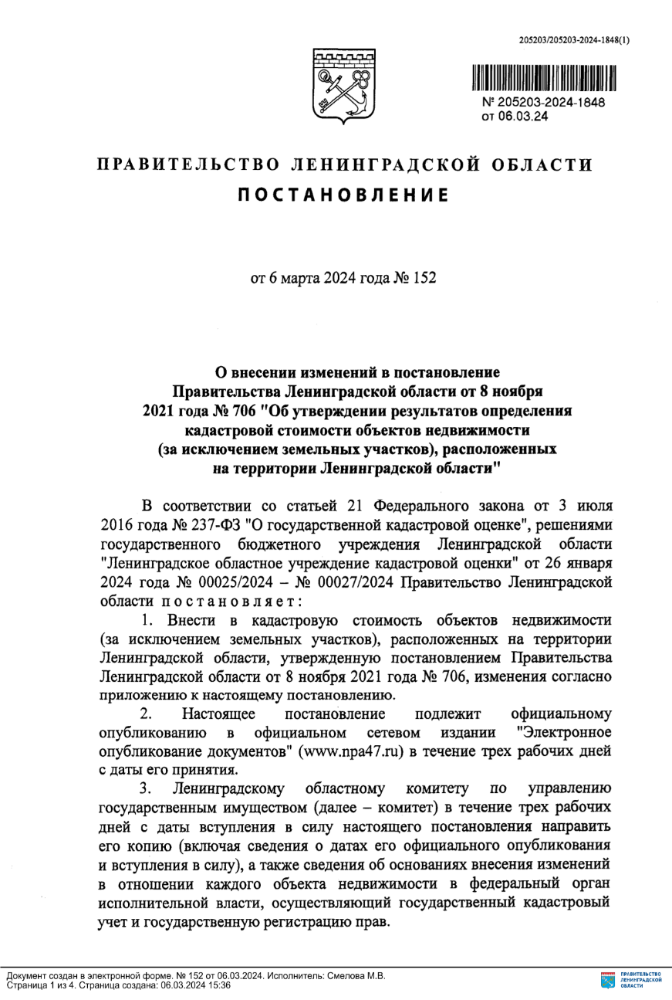 205203/205203-2024-1848(1)
№ 205203-2024-1848
от 06.03.24
ПРАВИТЕЛЬСТВО ЛЕНИНГРАДСКОЙ ОБЛАСТИ
ПОСТАНОВЛЕНИЕ
от 6 марта 2024 года № 152
О внесении изменений в постановление
Правительства Ленинградской области от 8 ноября
2021 года № 706 "Об утверждении результатов определения
кадастровой стоимости объектов недвижимости
(за исключением земельных участков), расположенных
на территории Ленинградской области"
В соответствии со статьей 21 Федерального закона от 3 июля
2016 года № 237-ФЗ "О государственной кадастровой оценке", решениями
государственного бюджетного учреждения Ленинградской области
"Ленинградское областное учреждение кадастровой оценки" от 26 января
2024 года № 00025/2024 – № 00027/2024 Правительство Ленинградской
области п о с т а н о в л я е т :
1. Внести в кадастровую стоимость объектов недвижимости
(за исключением земельных участков), расположенных на территории
Ленинградской области, утвержденную постановлением Правительства
Ленинградской области от 8 ноября 2021 года № 706, изменения согласно
приложению к настоящему постановлению.
2. Настоящее постановление подлежит официальному
опубликованию в официальном сетевом издании "Электронное
опубликование документов" (www.npa47.ru) в течение трех рабочих дней
с даты его принятия.
3. Ленинградскому областному комитету по управлению
государственным имуществом (далее – комитет) в течение трех рабочих
дней с даты вступления в силу настоящего постановления направить
его копию (включая сведения о датах его официального опубликования
и вступления в силу), а также сведения об основаниях внесения изменений
в отношении каждого объекта недвижимости в федеральный орган
исполнительной власти, осуществляющий государственный кадастровый
учет и государственную регистрацию прав.
Документ создан в электронной форме. № 152 от 06.03.2024. Исполнитель: Смелова М.В.
Страница 1 из 4. Страница создана: 06.03.2024 15:36
ПРАВИТЕЛЬСТВО
ЛЕНИНГРАДСКОЙ
ОБЛАСТИ